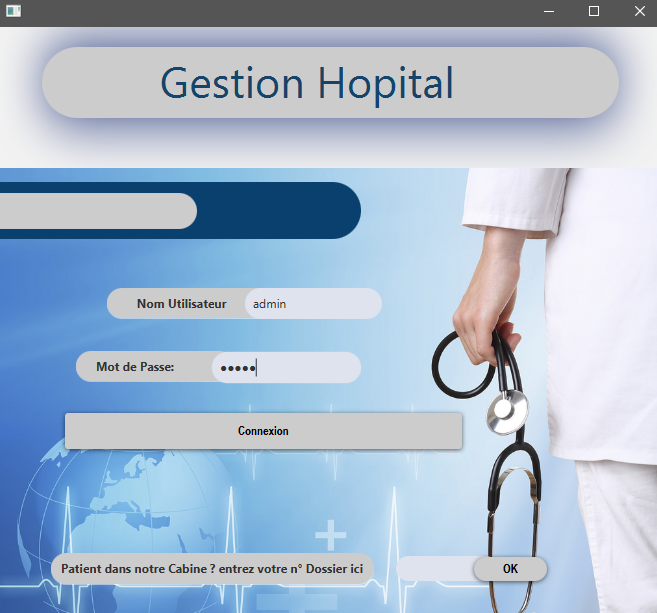 Gestion Hopital
Nom Utilisateur admin
Mot de Passe: •••••
Connexion
Patient dans notre Cabine ? entrez votre n° Dossier ici OK